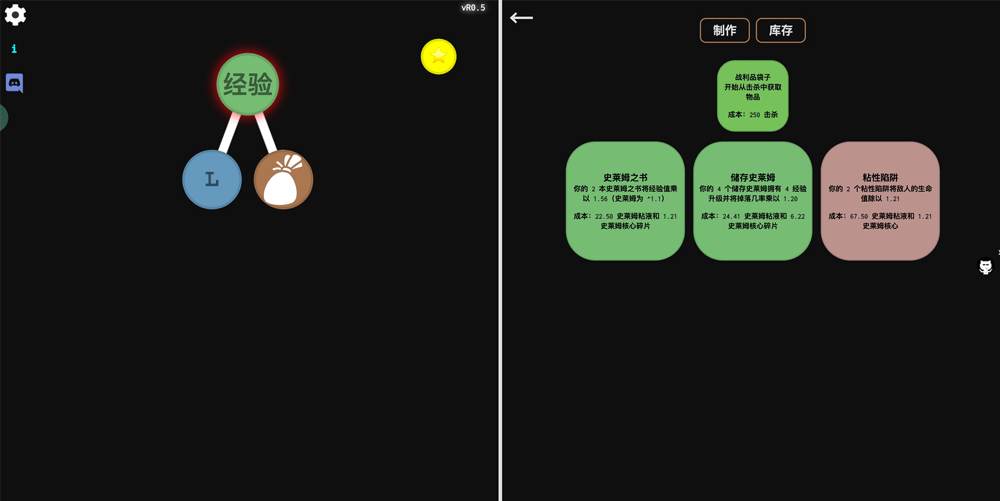 vR0.5
i
经验
L
制作
库存
战利品袋子
开始从击杀中获取
物品
成本：250 击杀
史莱姆之书
你的 2 本史莱姆之书将经验值乘
以 1.56（史莱姆为 ^1.1）
成本：22.50 史莱姆粘液和 1.21
史莱姆核心碎片
储存史莱姆
你的 4 个储存史莱姆拥有 4 经验
升级并将掉落几率乘以 1.20
成本：24.41 史莱姆粘液和 6.22
史莱姆核心碎片
粘性陷阱
你的 2 个粘性陷阱将敌人的生命
值除以 1.21
成本：67.50 史莱姆粘液和 1.21
史莱姆核心